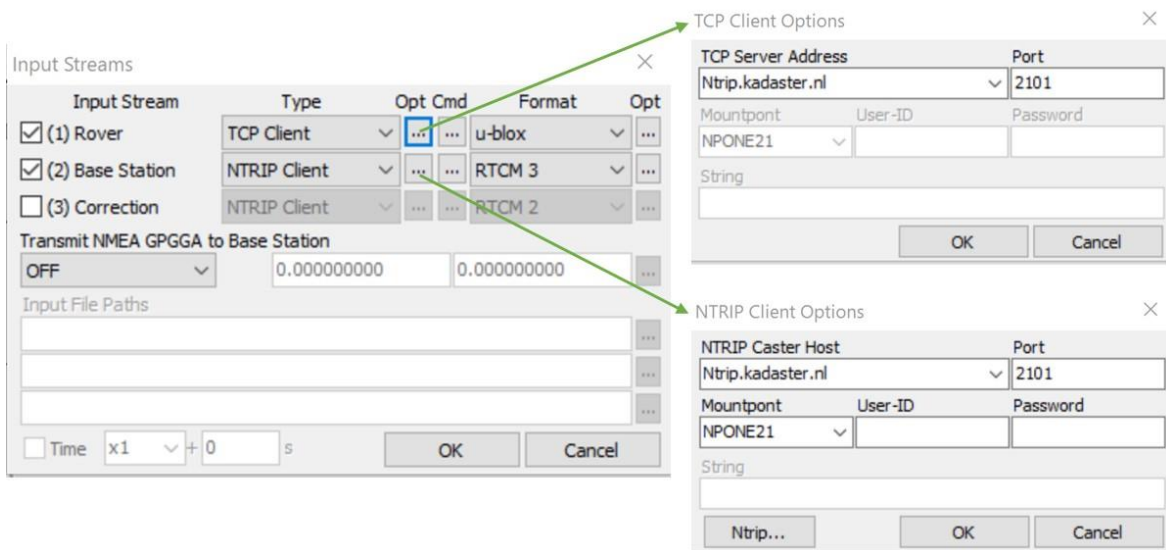 Input Streams
Input Stream Type Opt Cmd Format Opt
(1) Rover TCP Client ... ... u-blox ...
(2) Base Station NTRIP Client ... ... RTCM 3 ...
(3) Correction NTRIP Client ... ... RTCM 2 ...
Transmit NMEA GPGGA to Base Station
OFF 0.000000000 0.000000000 ...
Input File Paths
...
...
...
Time x1 + 0 s OK Cancel
TCP Client Options
TCP Server Address Port
Ntrip.kadaster.nl 2101
Mountpont User-ID Password
NPONE21
String
OK Cancel
NTRIP Client Options
NTRIP Caster Host Port
Ntrip.kadaster.nl 2101
Mountpont User-ID Password
NPONE21
String
Ntrip... OK Cancel